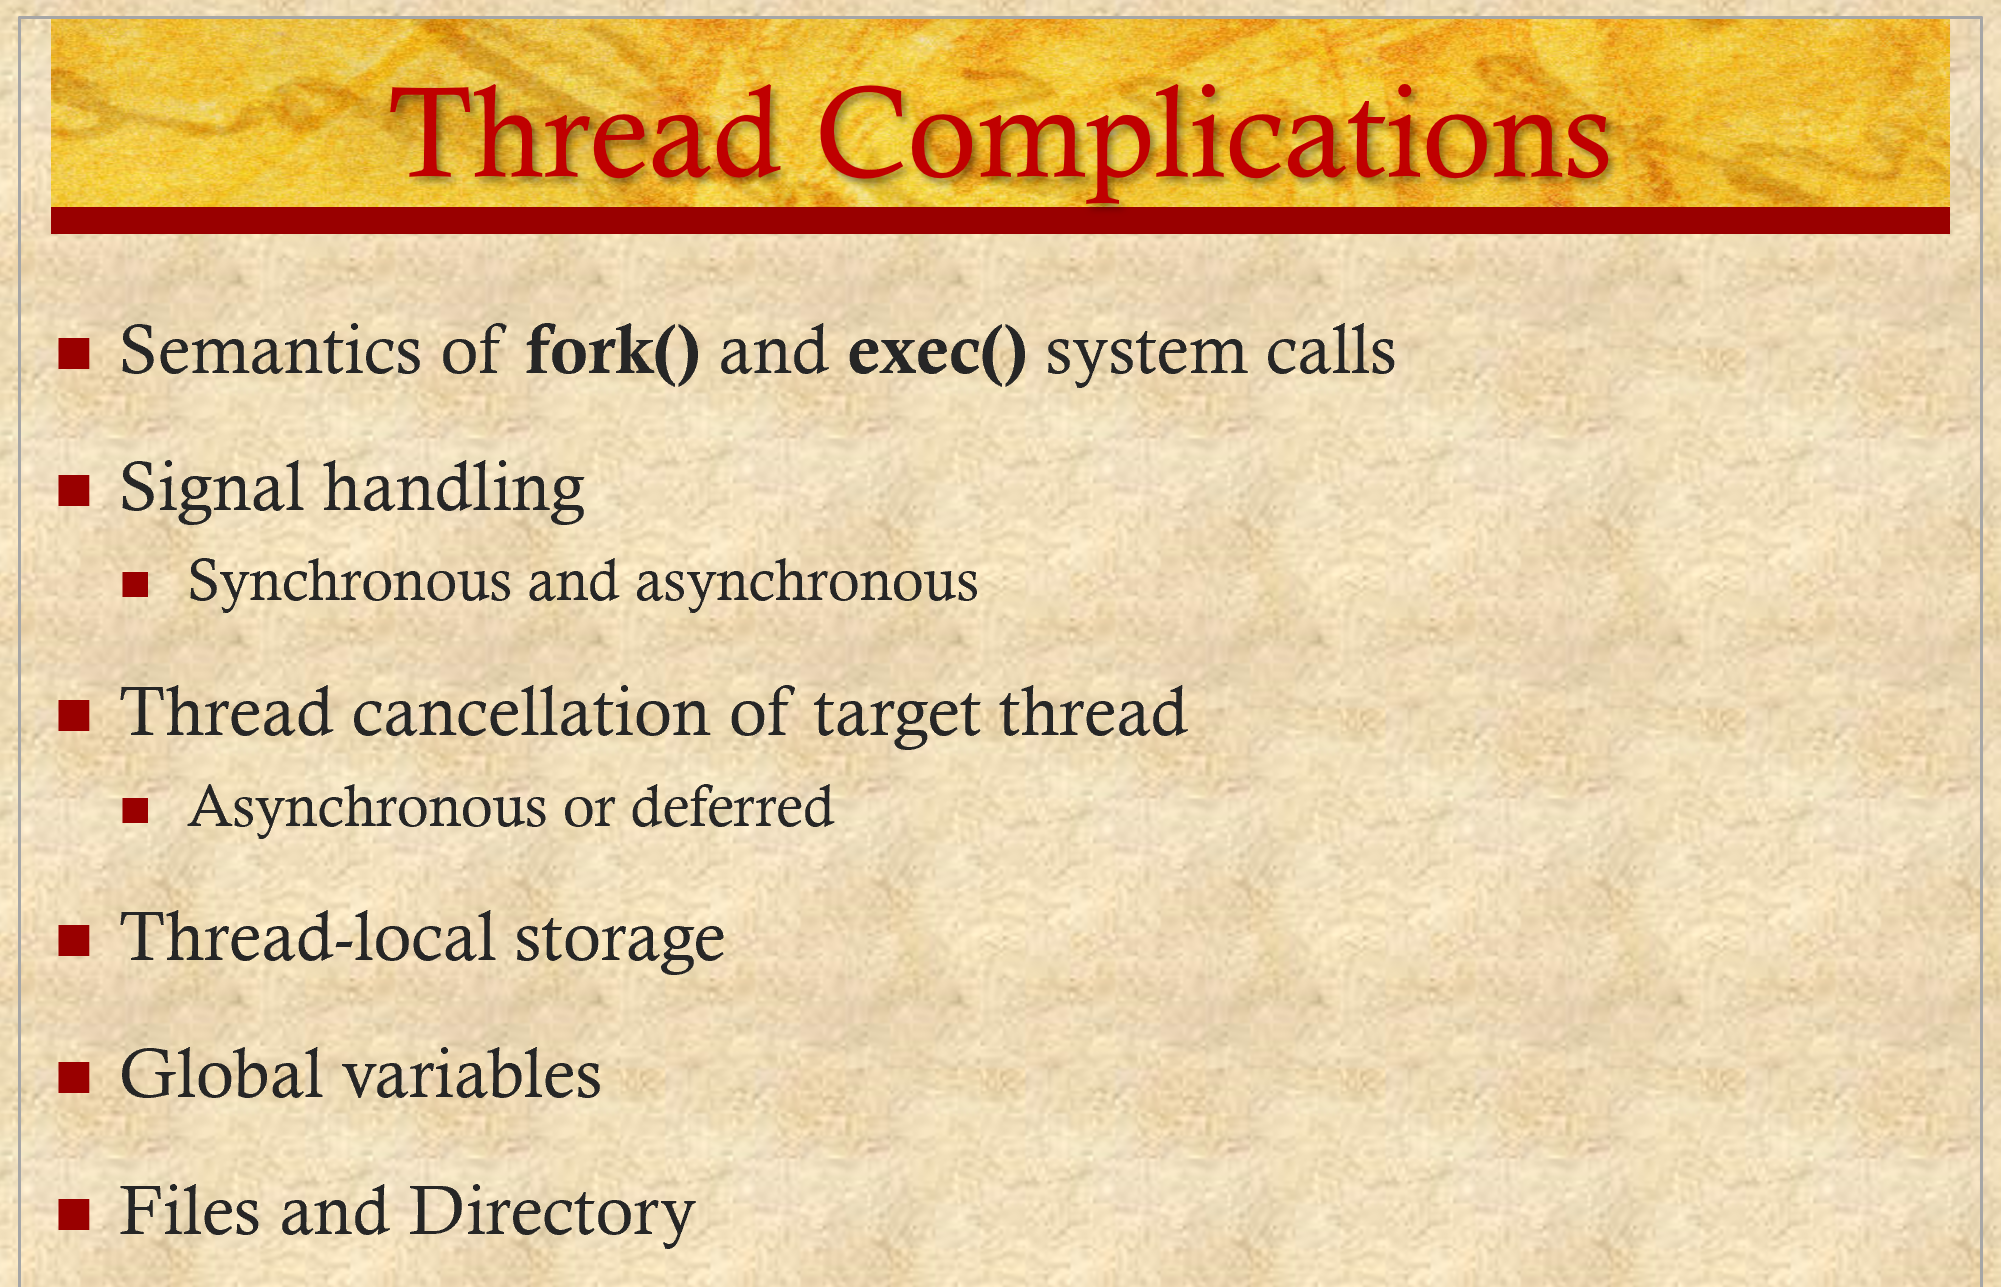 Thread Complications
Semantics of fork() and exec() system calls
Signal handling
Synchronous and asynchronous
Thread cancellation of target thread
Asynchronous or deferred
Thread-local storage
Global variables
Files and Directory